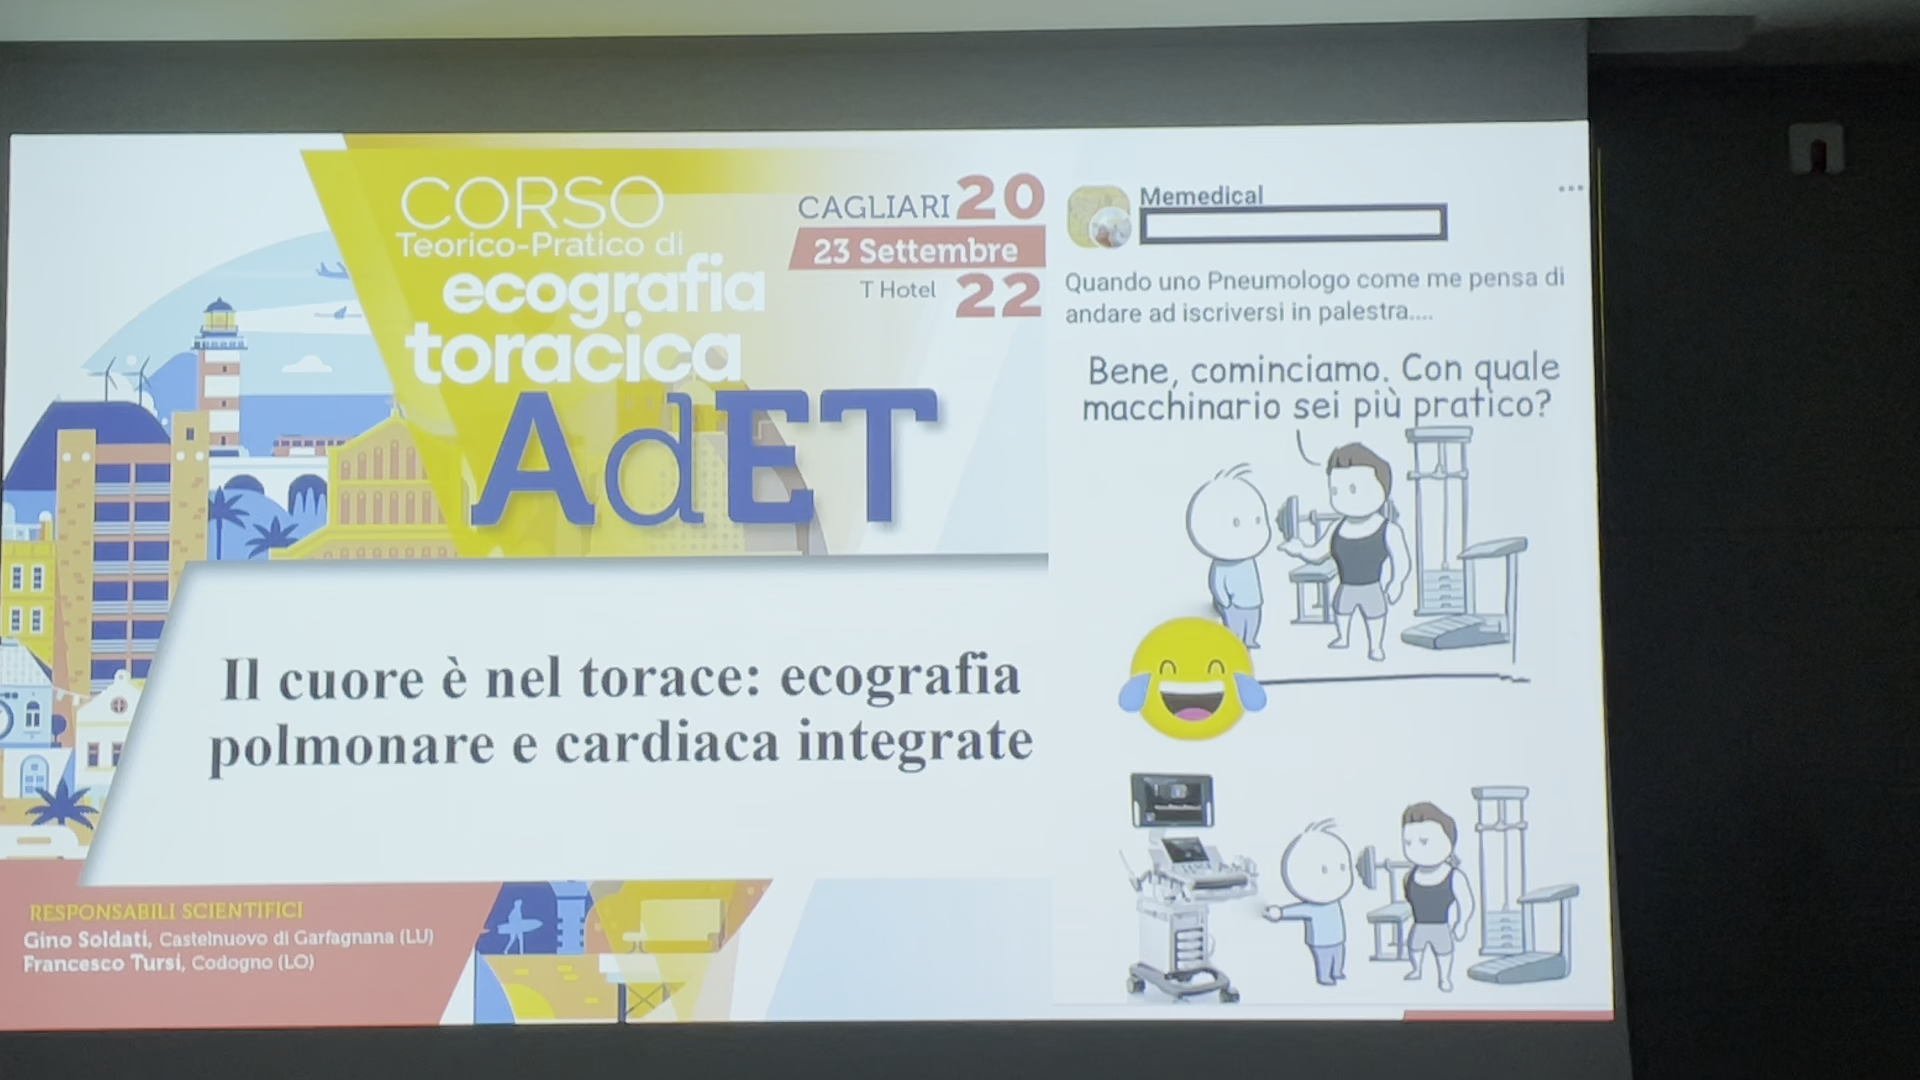 CORSO
Teorico-Pratico di
ecografia
toracica
AdET
CAGLIARI 20
23 Settembre
T Hotel 22
Il cuore è nel torace: ecografia
polmonare e cardiaca integrate
RESPONSABILI SCIENTIFICI
Gino Soldati, Castelnuovo di Garfagnana (LU)
Francesco Tursi, Codogno (LO)
Memedical
Quando uno Pneumologo come me pensa di
andare ad iscriversi in palestra....
Bene, cominciamo. Con quale
macchinario sei più pratico?